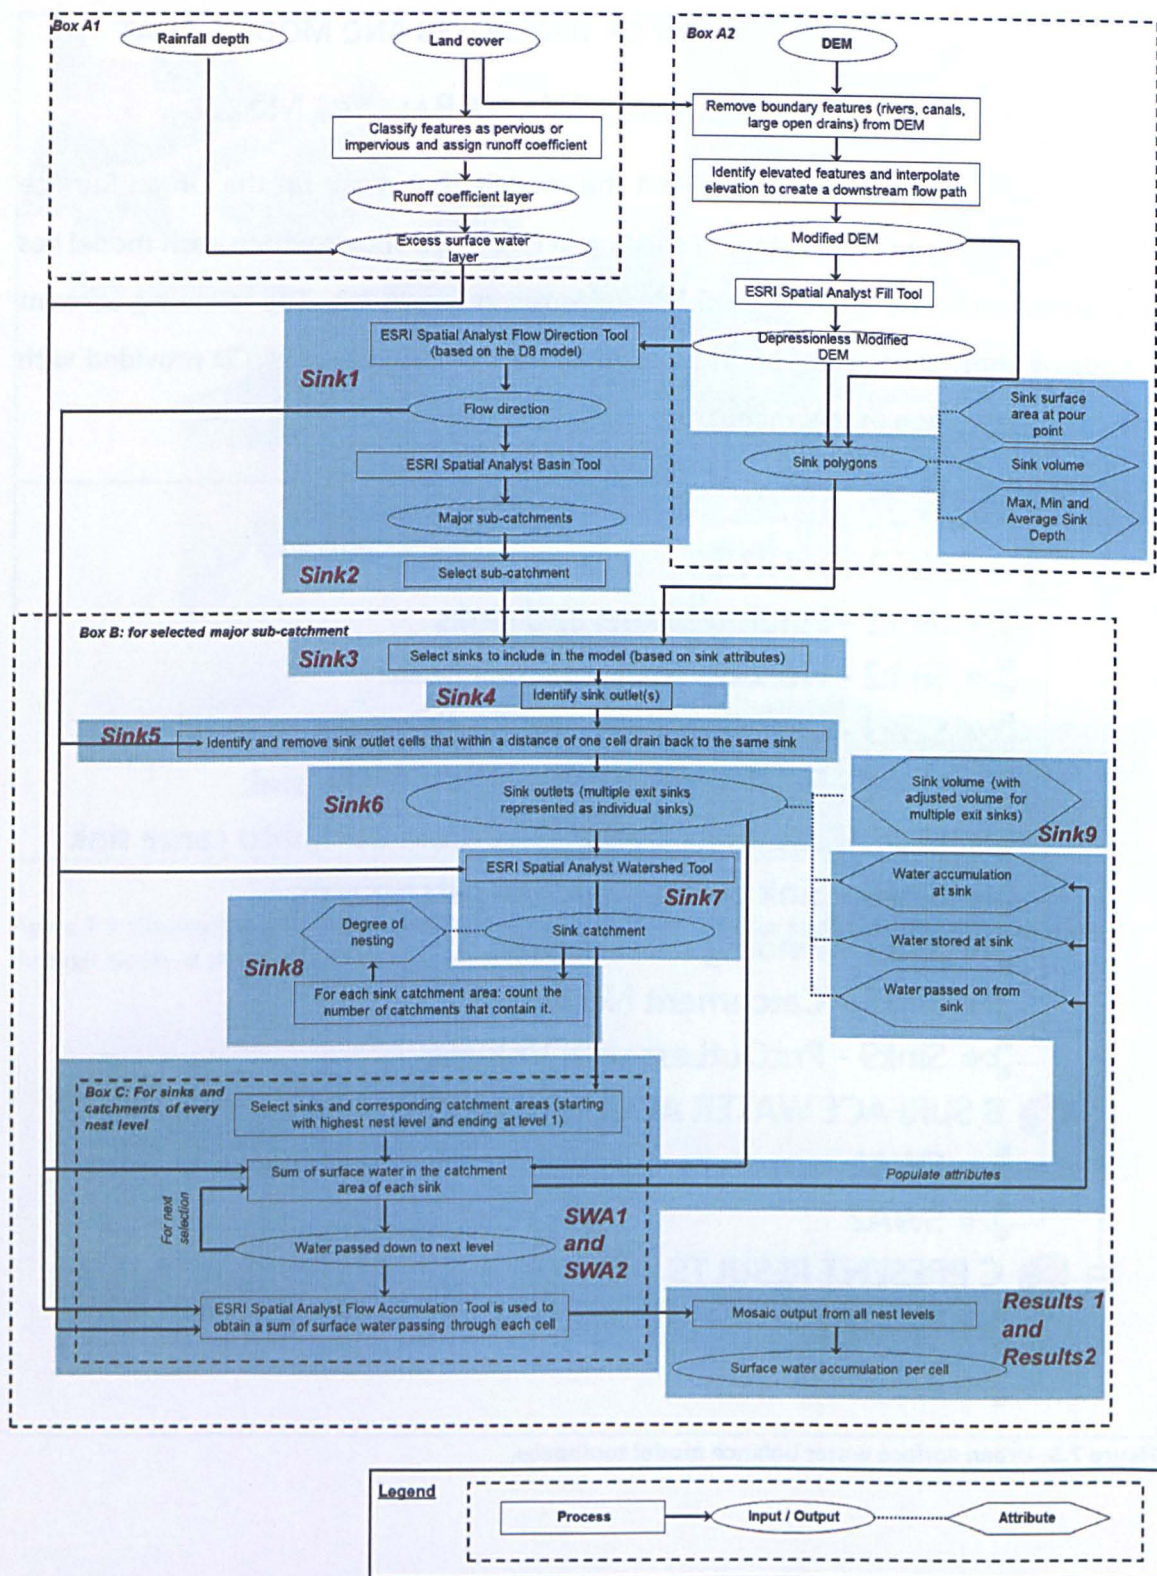 Box A1
Rainfall depth
Land cover
Classify features as pervious or
impervious and assign runoff coefficient
Runoff coefficient layer
Excess surface water
layer
Box A2
DEM
Remove boundary features (rivers, canals,
large open drains) from DEM
Identify elevated features and interpolate
elevation to create a downstream flow path
Modified DEM
ESRI Spatial Analyst Fill Tool
Depressionless Modified
DEM
ESRI Spatial Analyst Flow Direction Tool
(based on the D8 model)
Sink1
Flow direction
ESRI Spatial Analyst Basin Tool
Major sub-catchments
Sink polygons
Sink surface
area at pour
point
Sink volume
Max, Min and
Average Sink
Depth
Sink2
Select sub-catchment
Box B: for selected major sub-catchment
Sink3
Select sinks to include in the model (based on sink attributes)
Sink4
Identify sink outlet(s)
Sink5
Identify and remove sink outlet cells that within a distance of one cell drain back to the same sink
Sink6
Sink outlets (multiple exit sinks
represented as individual sinks)
Sink volume (with
adjusted volume for
multiple exit sinks)
Sink9
ESRI Spatial Analyst Watershed Tool
Sink7
Water accumulation
at sink
Degree of
nesting
Sink catchment
Water stored at sink
Sink8
For each sink catchment area: count the
number of catchments that contain it.
Water passed on from
sink
Box C: For sinks and
catchments of every
nest level
Select sinks and corresponding catchment areas (starting
with highest nest level and ending at level 1)
Sum of surface water in the catchment
area of each sink
Populate attributes
For next
selection
SWA1
and
SWA2
Water passed down to next level
ESRI Spatial Analyst Flow Accumulation Tool is used to
obtain a sum of surface water passing through each cell
Mosaic output from all nest levels
Results 1
and
Results2
Surface water accumulation per cell
Legend
Process
Input / Output
Attribute